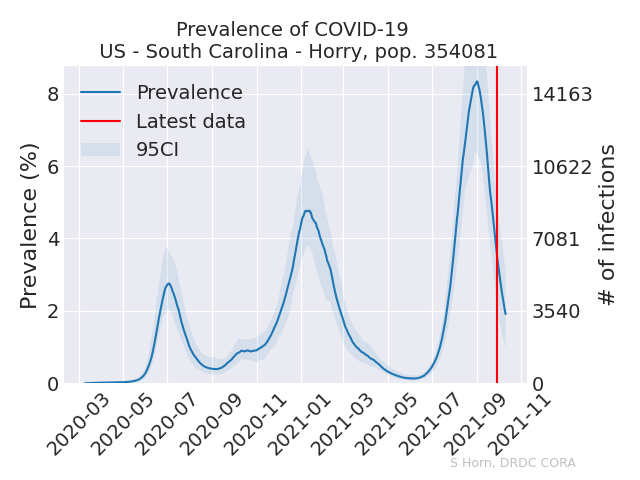 Prevalence of COVID-19
US - South Carolina - Horry, pop. 354081
Prevalence
Latest data
95CI
Prevalence (%)
8
6
4
2
0
14163
10622
7081
3540
0
# of infections
2020-03
2020-05
2020-07
2020-09
2020-11
2021-01
2021-03
2021-05
2021-07
2021-09
2021-11
S Horn, DRDC CORA